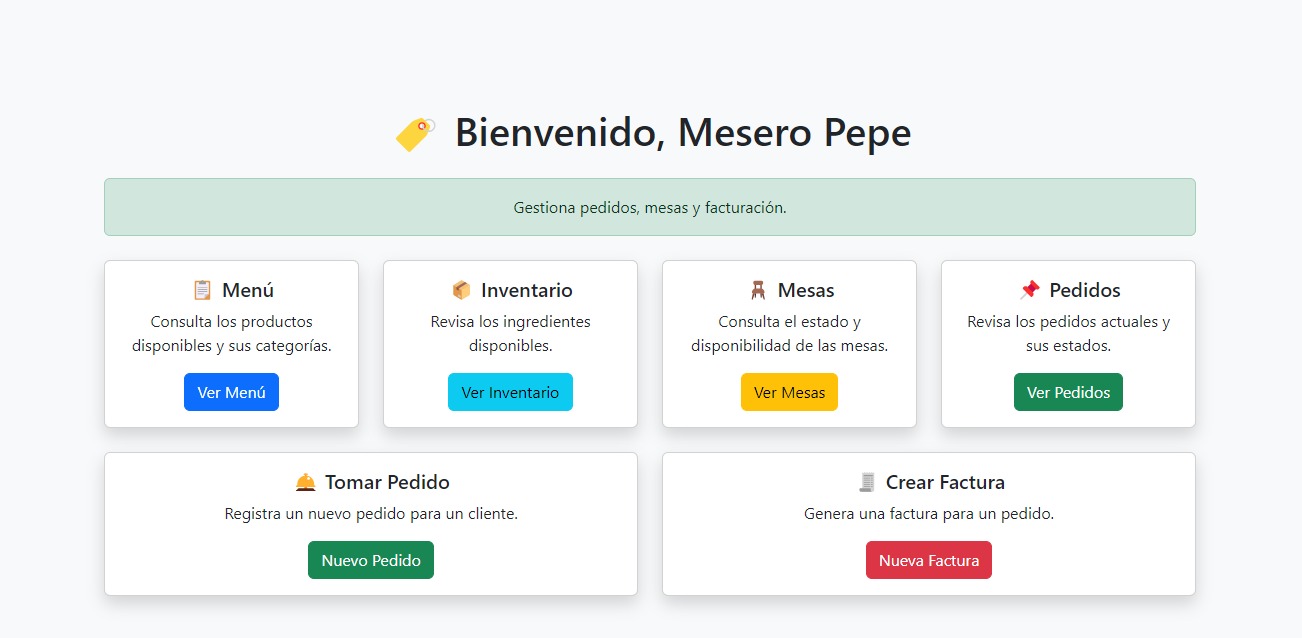 Bienvenido, Mesero Pepe
Gestiona pedidos, mesas y facturación.
Menú
Consulta los productos
disponibles y sus categorías.
Ver Menú
Inventario
Revisa los ingredientes
disponibles.
Ver Inventario
Mesas
Consulta el estado y
disponibilidad de las mesas.
Ver Mesas
Pedidos
Revisa los pedidos actuales y
sus estados.
Ver Pedidos
Tomar Pedido
Registra un nuevo pedido para un cliente.
Nuevo Pedido
Crear Factura
Genera una factura para un pedido.
Nueva Factura